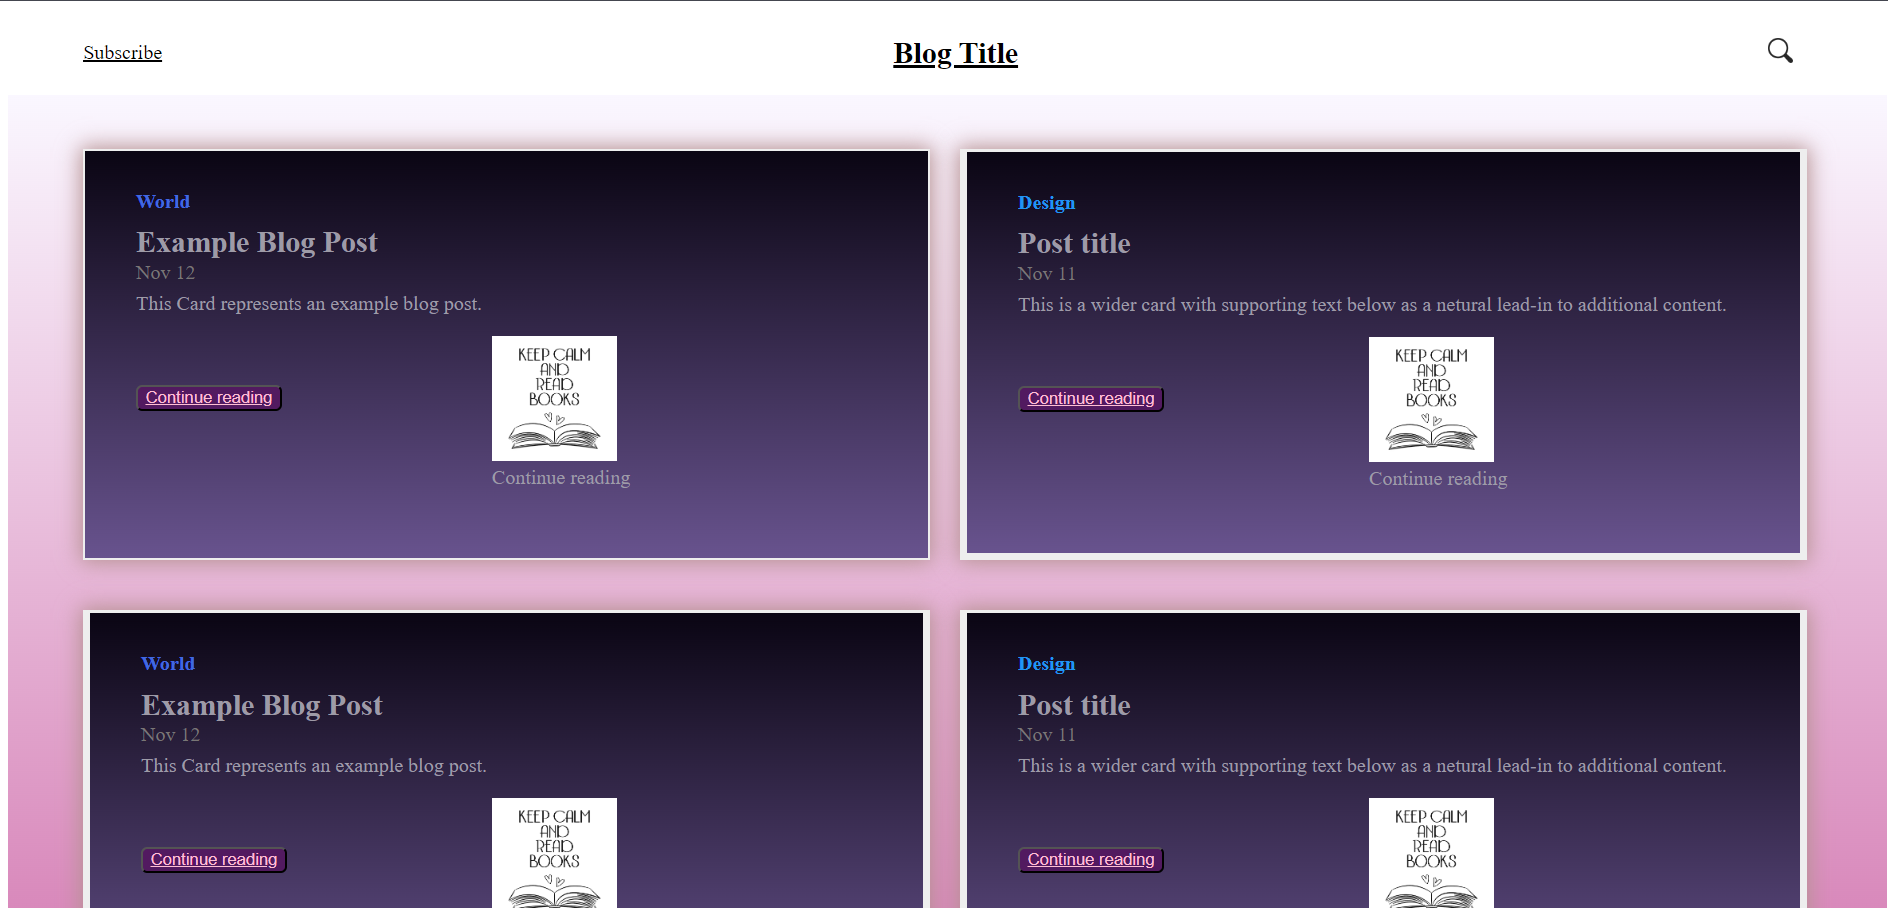 Subscribe
Blog Title
World
Example Blog Post
Nov 12
This Card represents an example blog post.
KEEP CALM
AND
READ
BOOKS
Continue reading
Continue reading
Design
Post title
Nov 11
This is a wider card with supporting text below as a netural lead-in to additional content.
KEEP CALM
AND
READ
BOOKS
Continue reading
Continue reading
World
Example Blog Post
Nov 12
This Card represents an example blog post.
KEEP CALM
AND
READ
BOOKS
Continue reading
Design
Post title
Nov 11
This is a wider card with supporting text below as a netural lead-in to additional content.
KEEP CALM
AND
READ
BOOKS
Continue reading